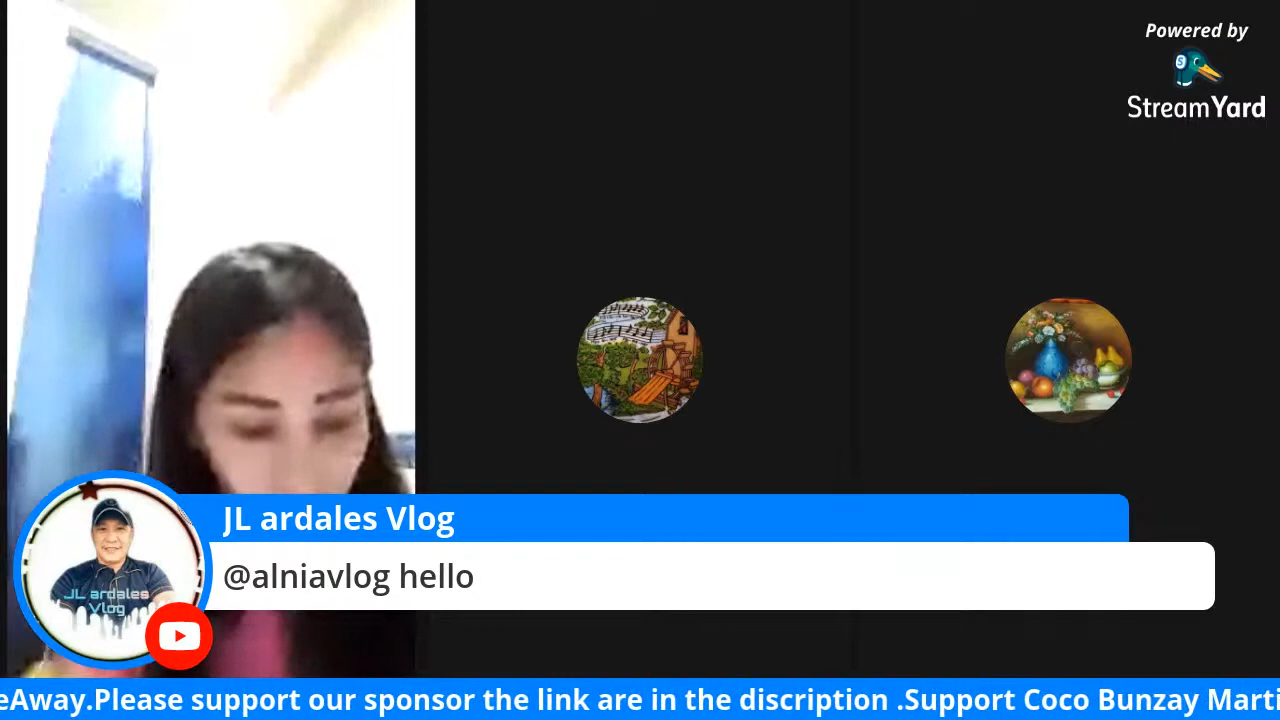 Powered by
StreamYard
JL ardales Vlog
@alniavlog hello
JL ardales
Vlog
eAway.Please support our sponsor the link are in the discription .Support Coco Bunzay Marti